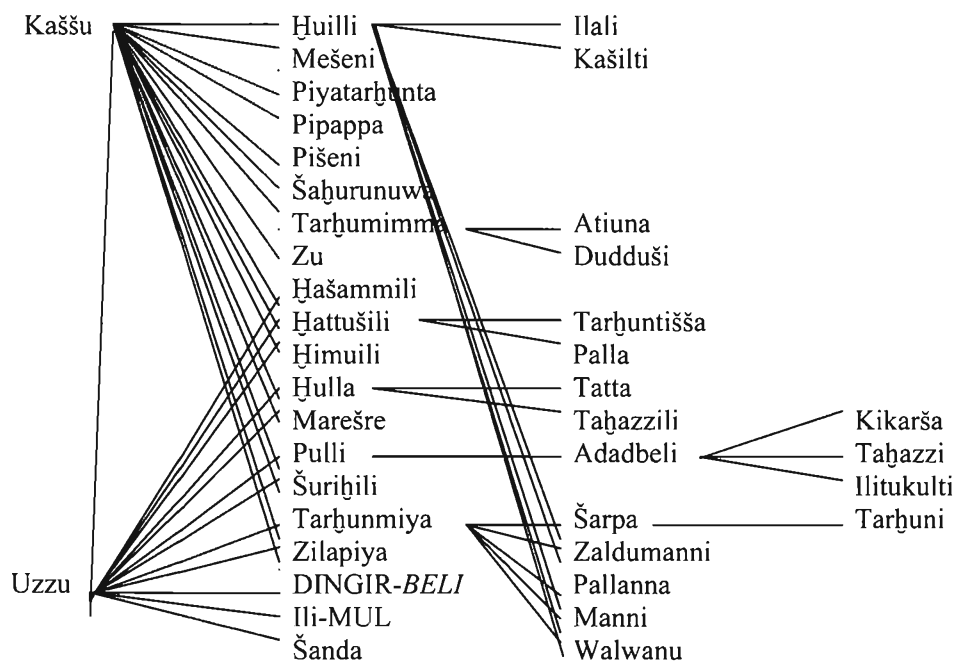 Kaššu Ḫuilli Ilali
Mešeni Kašilti
Piyatarḫunta
Pipappa
Pišeni
Šaḫurunuwa
Tarḫumimma Atiuna
Zu Dudduši
Ḫašammili
Ḫattušili Tarḫuntišša
Ḫimuili Palla
Ḫulla Tatta
Marešre Taḫazzili Kikarša
Pulli Adadbeli Taḫazzi
Šuriḫili Ilitukulti
Tarḫunmiya Šarpa Tarḫuni
Zilapiya Zaldumanni
Uzzu DINGIR-BELI Pallanna
Ili-MUL Manni
Šanda Walwanu